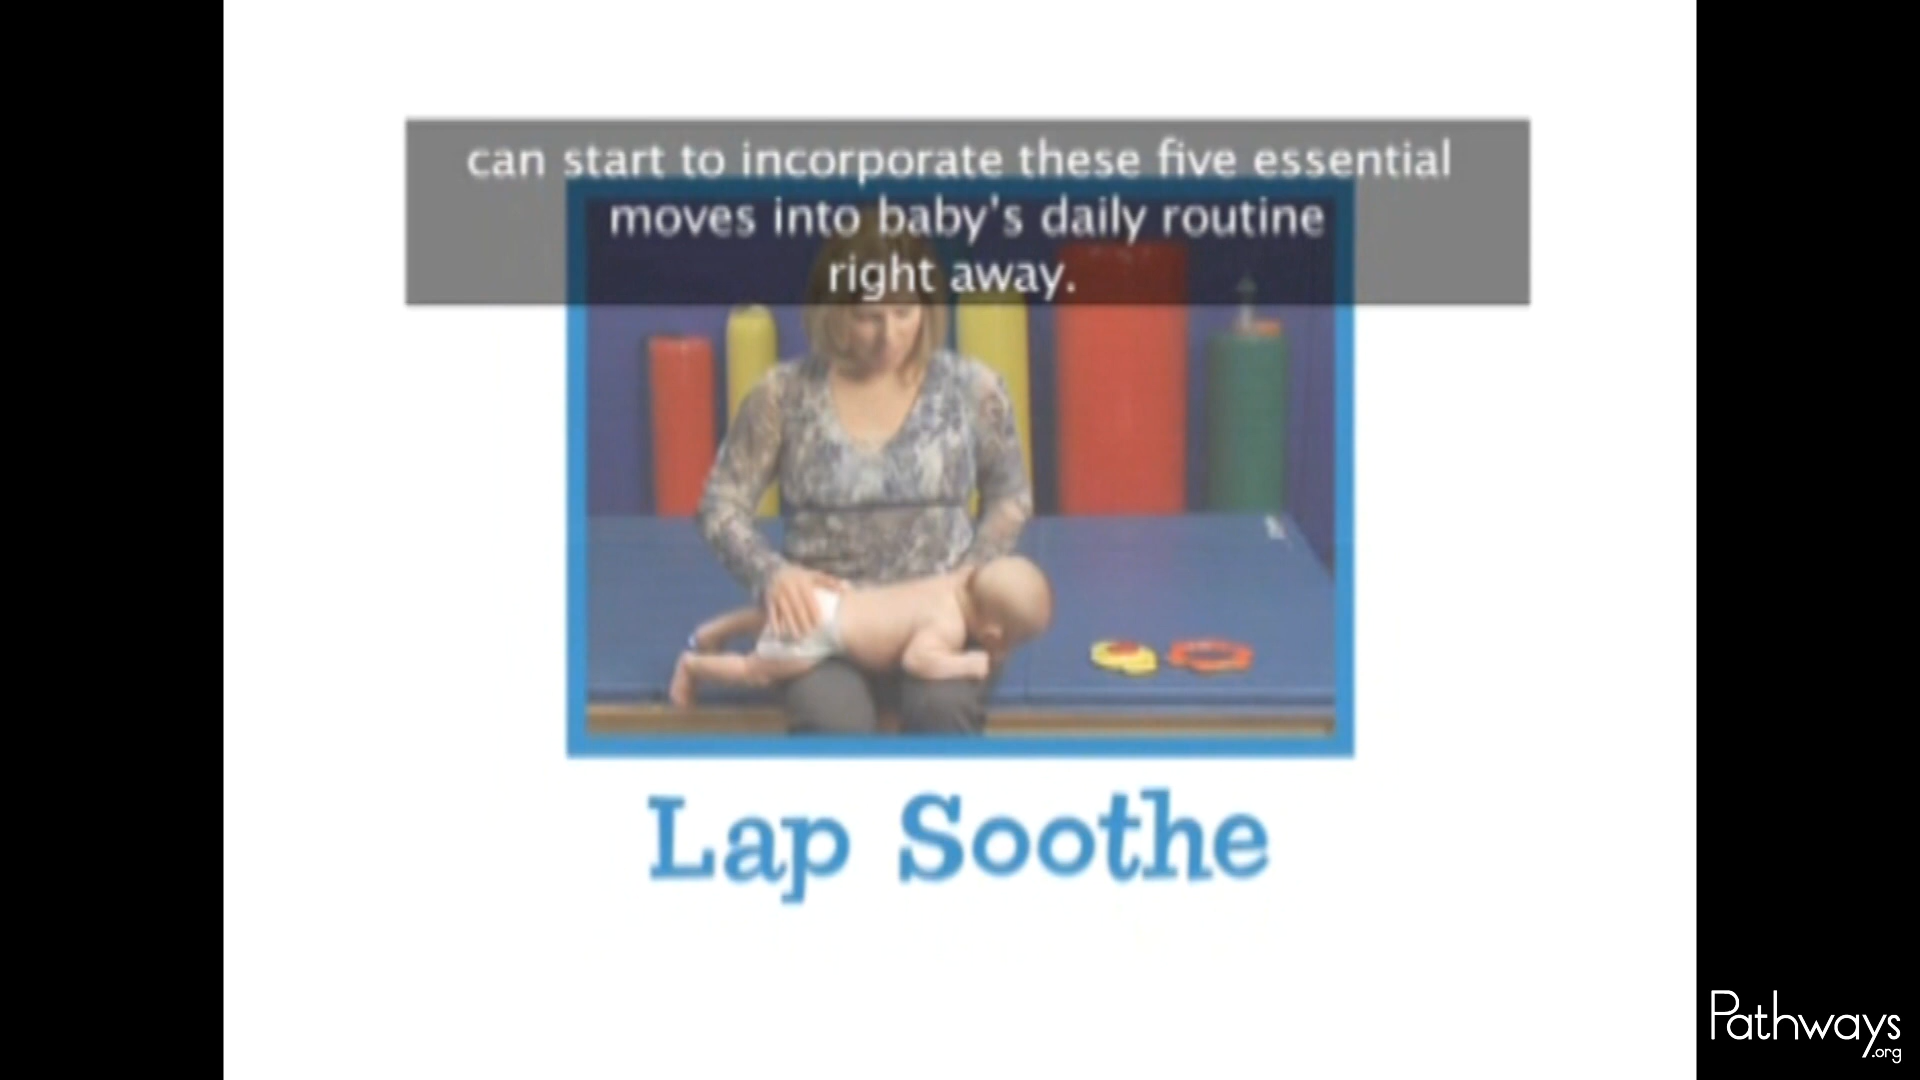 can start to incorporate these five essential
moves into baby's daily routine
right away.
Lap Soothe
Pathways
.org